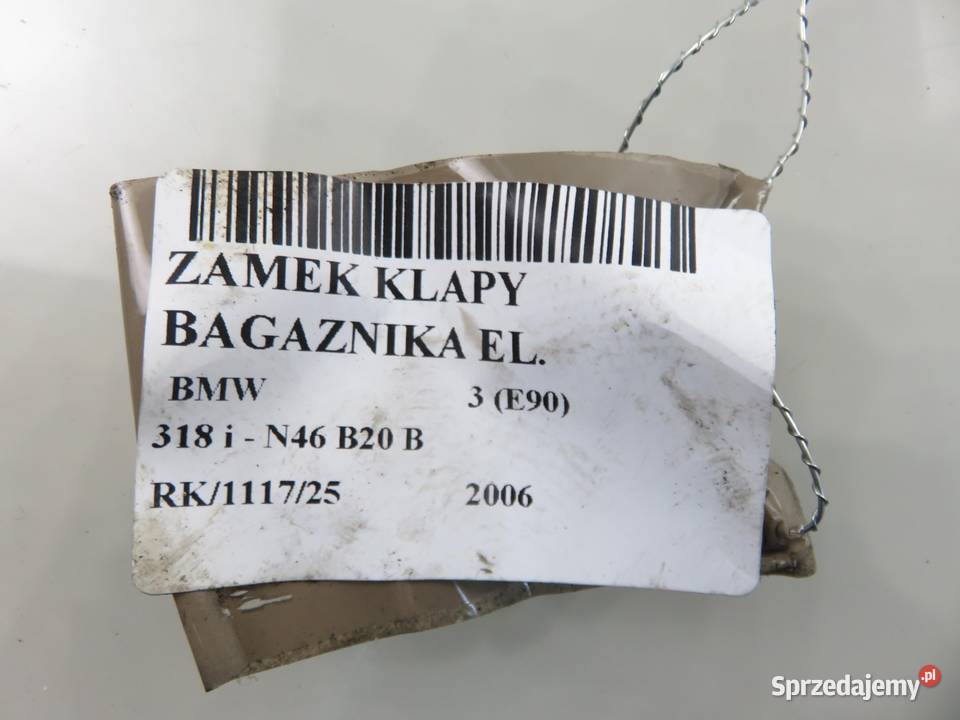 ZAMEK KLAPY
BAGAZNIKA EL.
BMW 3 (E90)
318 i - N46 B20 B
RK/1117/25 2006
Sprzedajemy.pl